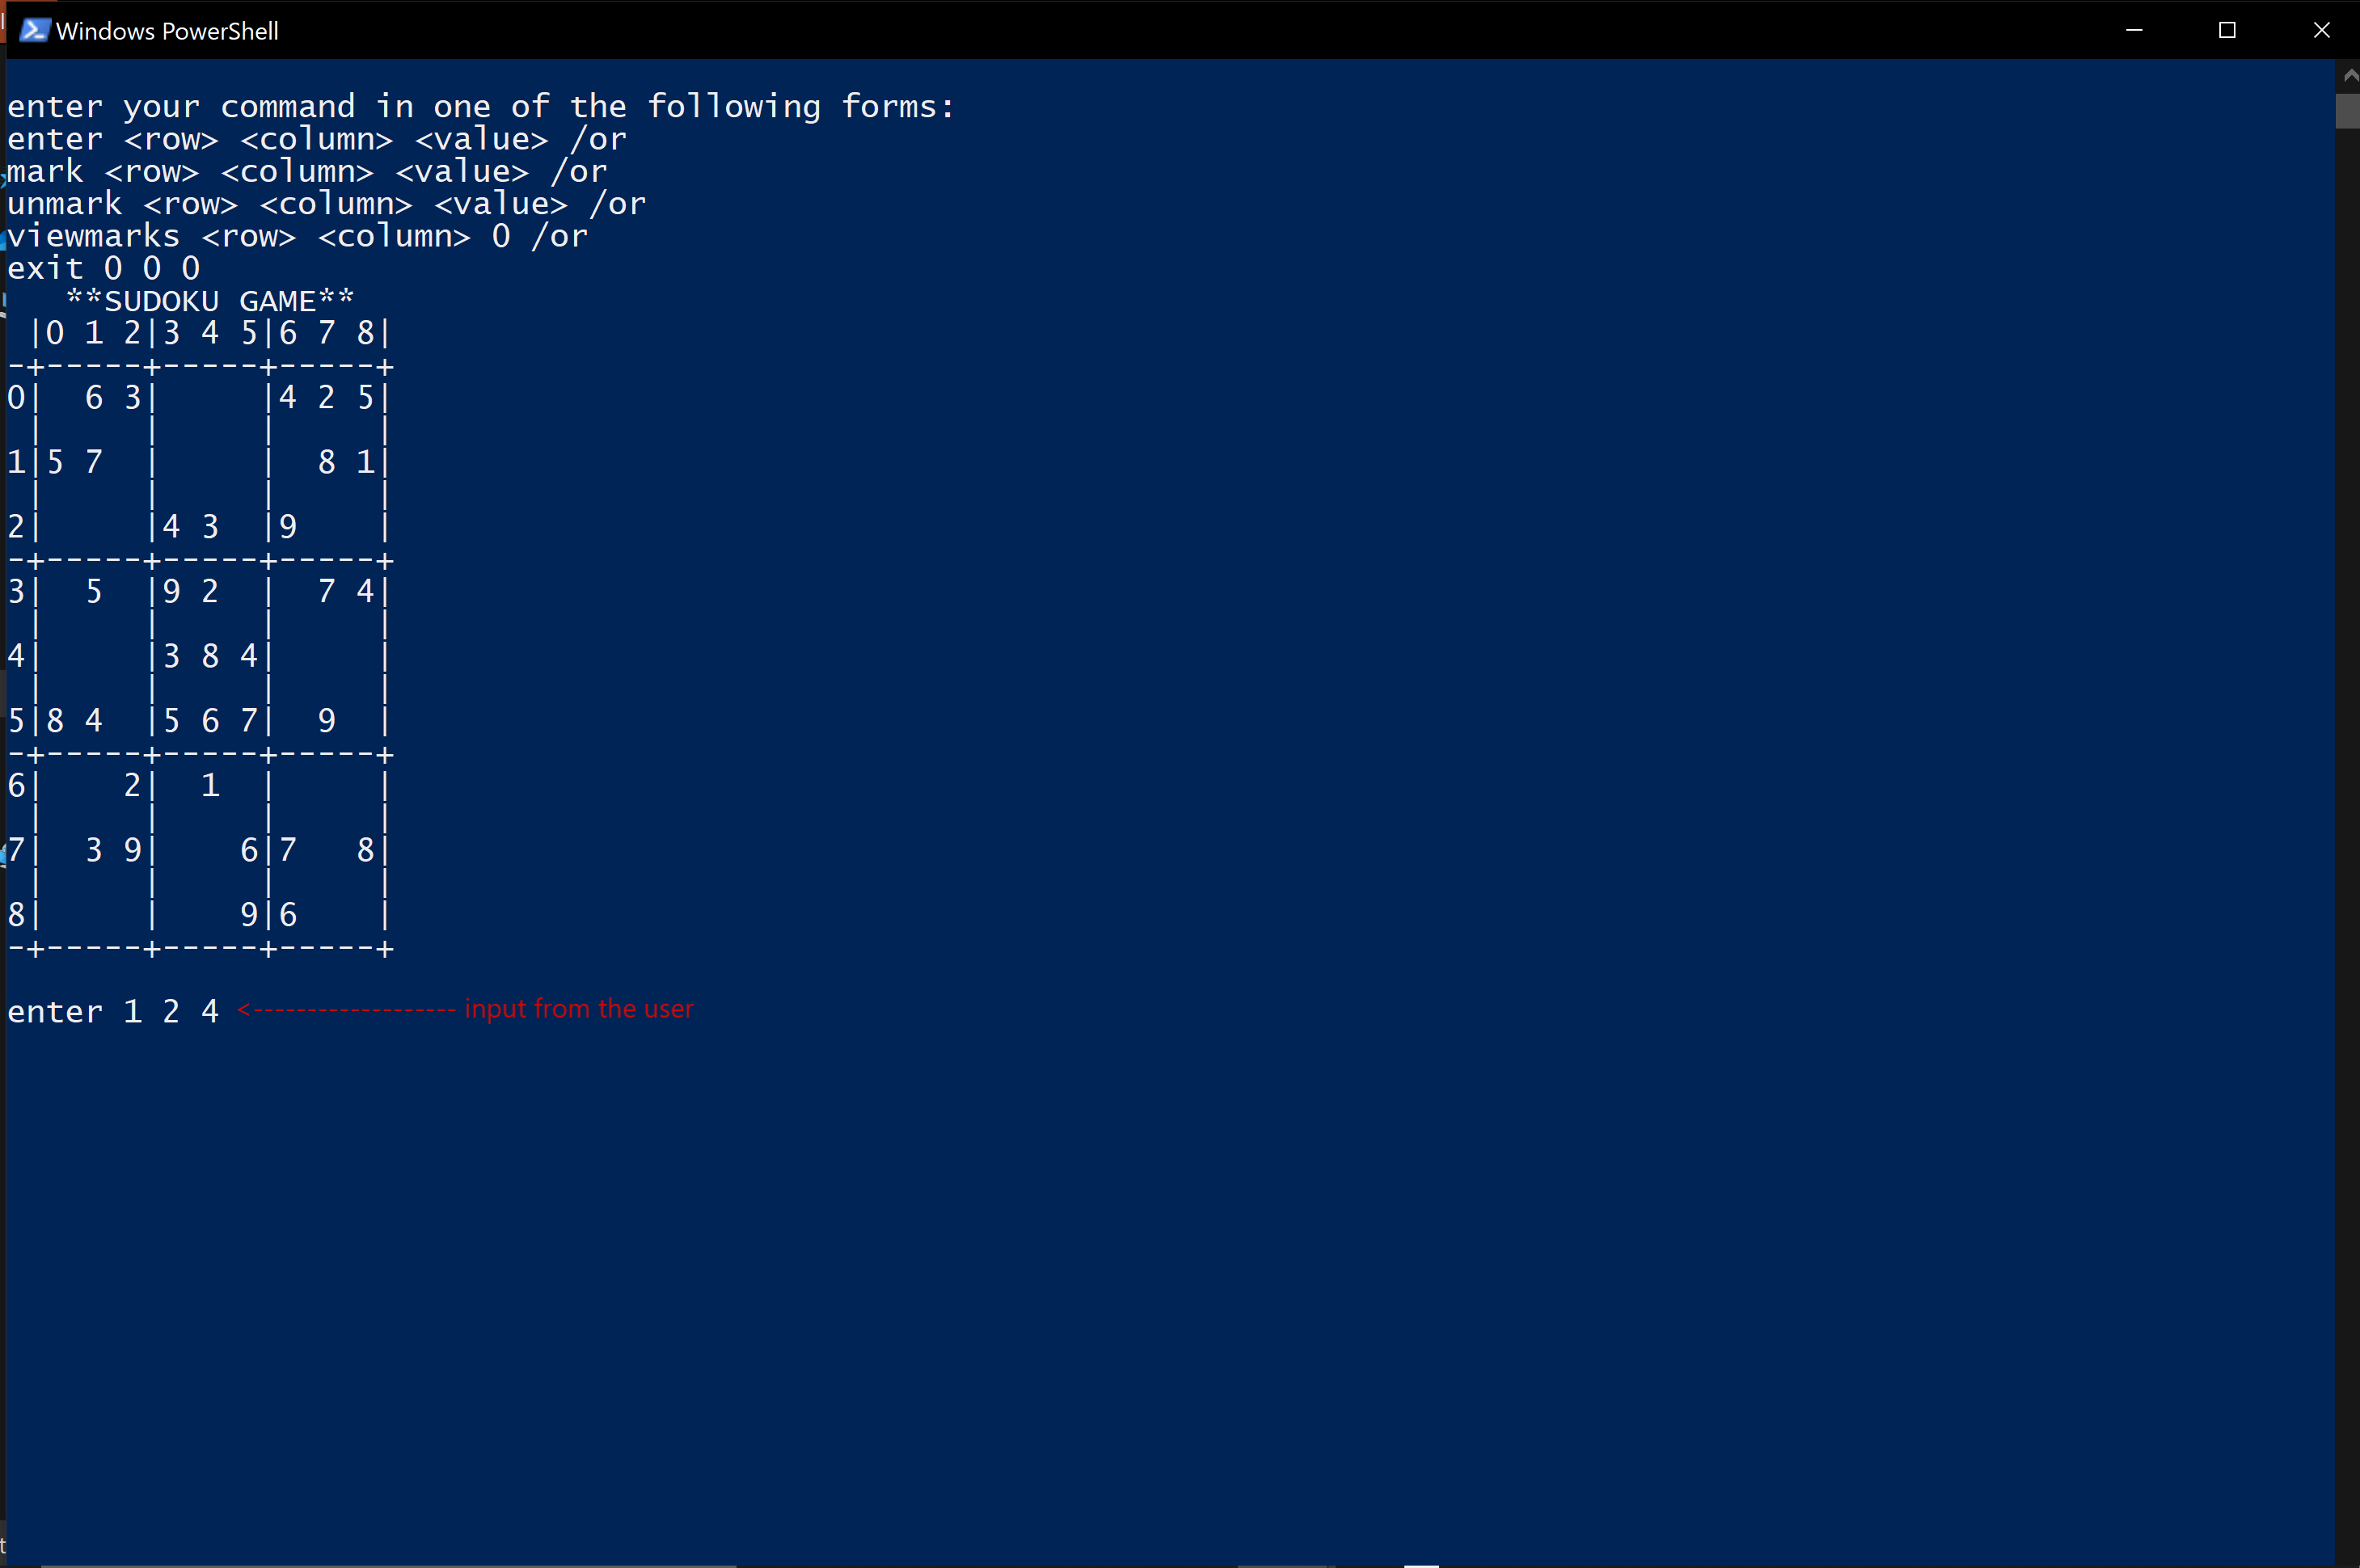 Windows PowerShell
enter your command in one of the following forms:
enter <row> <column> <value> /or
mark <row> <column> <value> /or
unmark <row> <column> <value> /or
viewmarks <row> <column> 0 /or
exit 0 0 0
   **SUDOKU GAME**
 |0 1 2|3 4 5|6 7 8|
-+-----+-----+-----+
0|  6 3|     |4 2 5|
 |     |     |     |
1|5 7  |     |  8 1|
 |     |     |     |
2|     |4 3  |9    |
-+-----+-----+-----+
3|  5  |9 2  |  7 4|
 |     |     |     |
4|     |3 8 4|     |
 |     |     |     |
5|8 4  |5 6 7|  9  |
-+-----+-----+-----+
6|    2|  1  |     |
 |     |     |     |
7|  3 9|    6|7   8|
 |     |     |     |
8|     |    9|6    |
-+-----+-----+-----+
enter 1 2 4 <------------------- input from the user